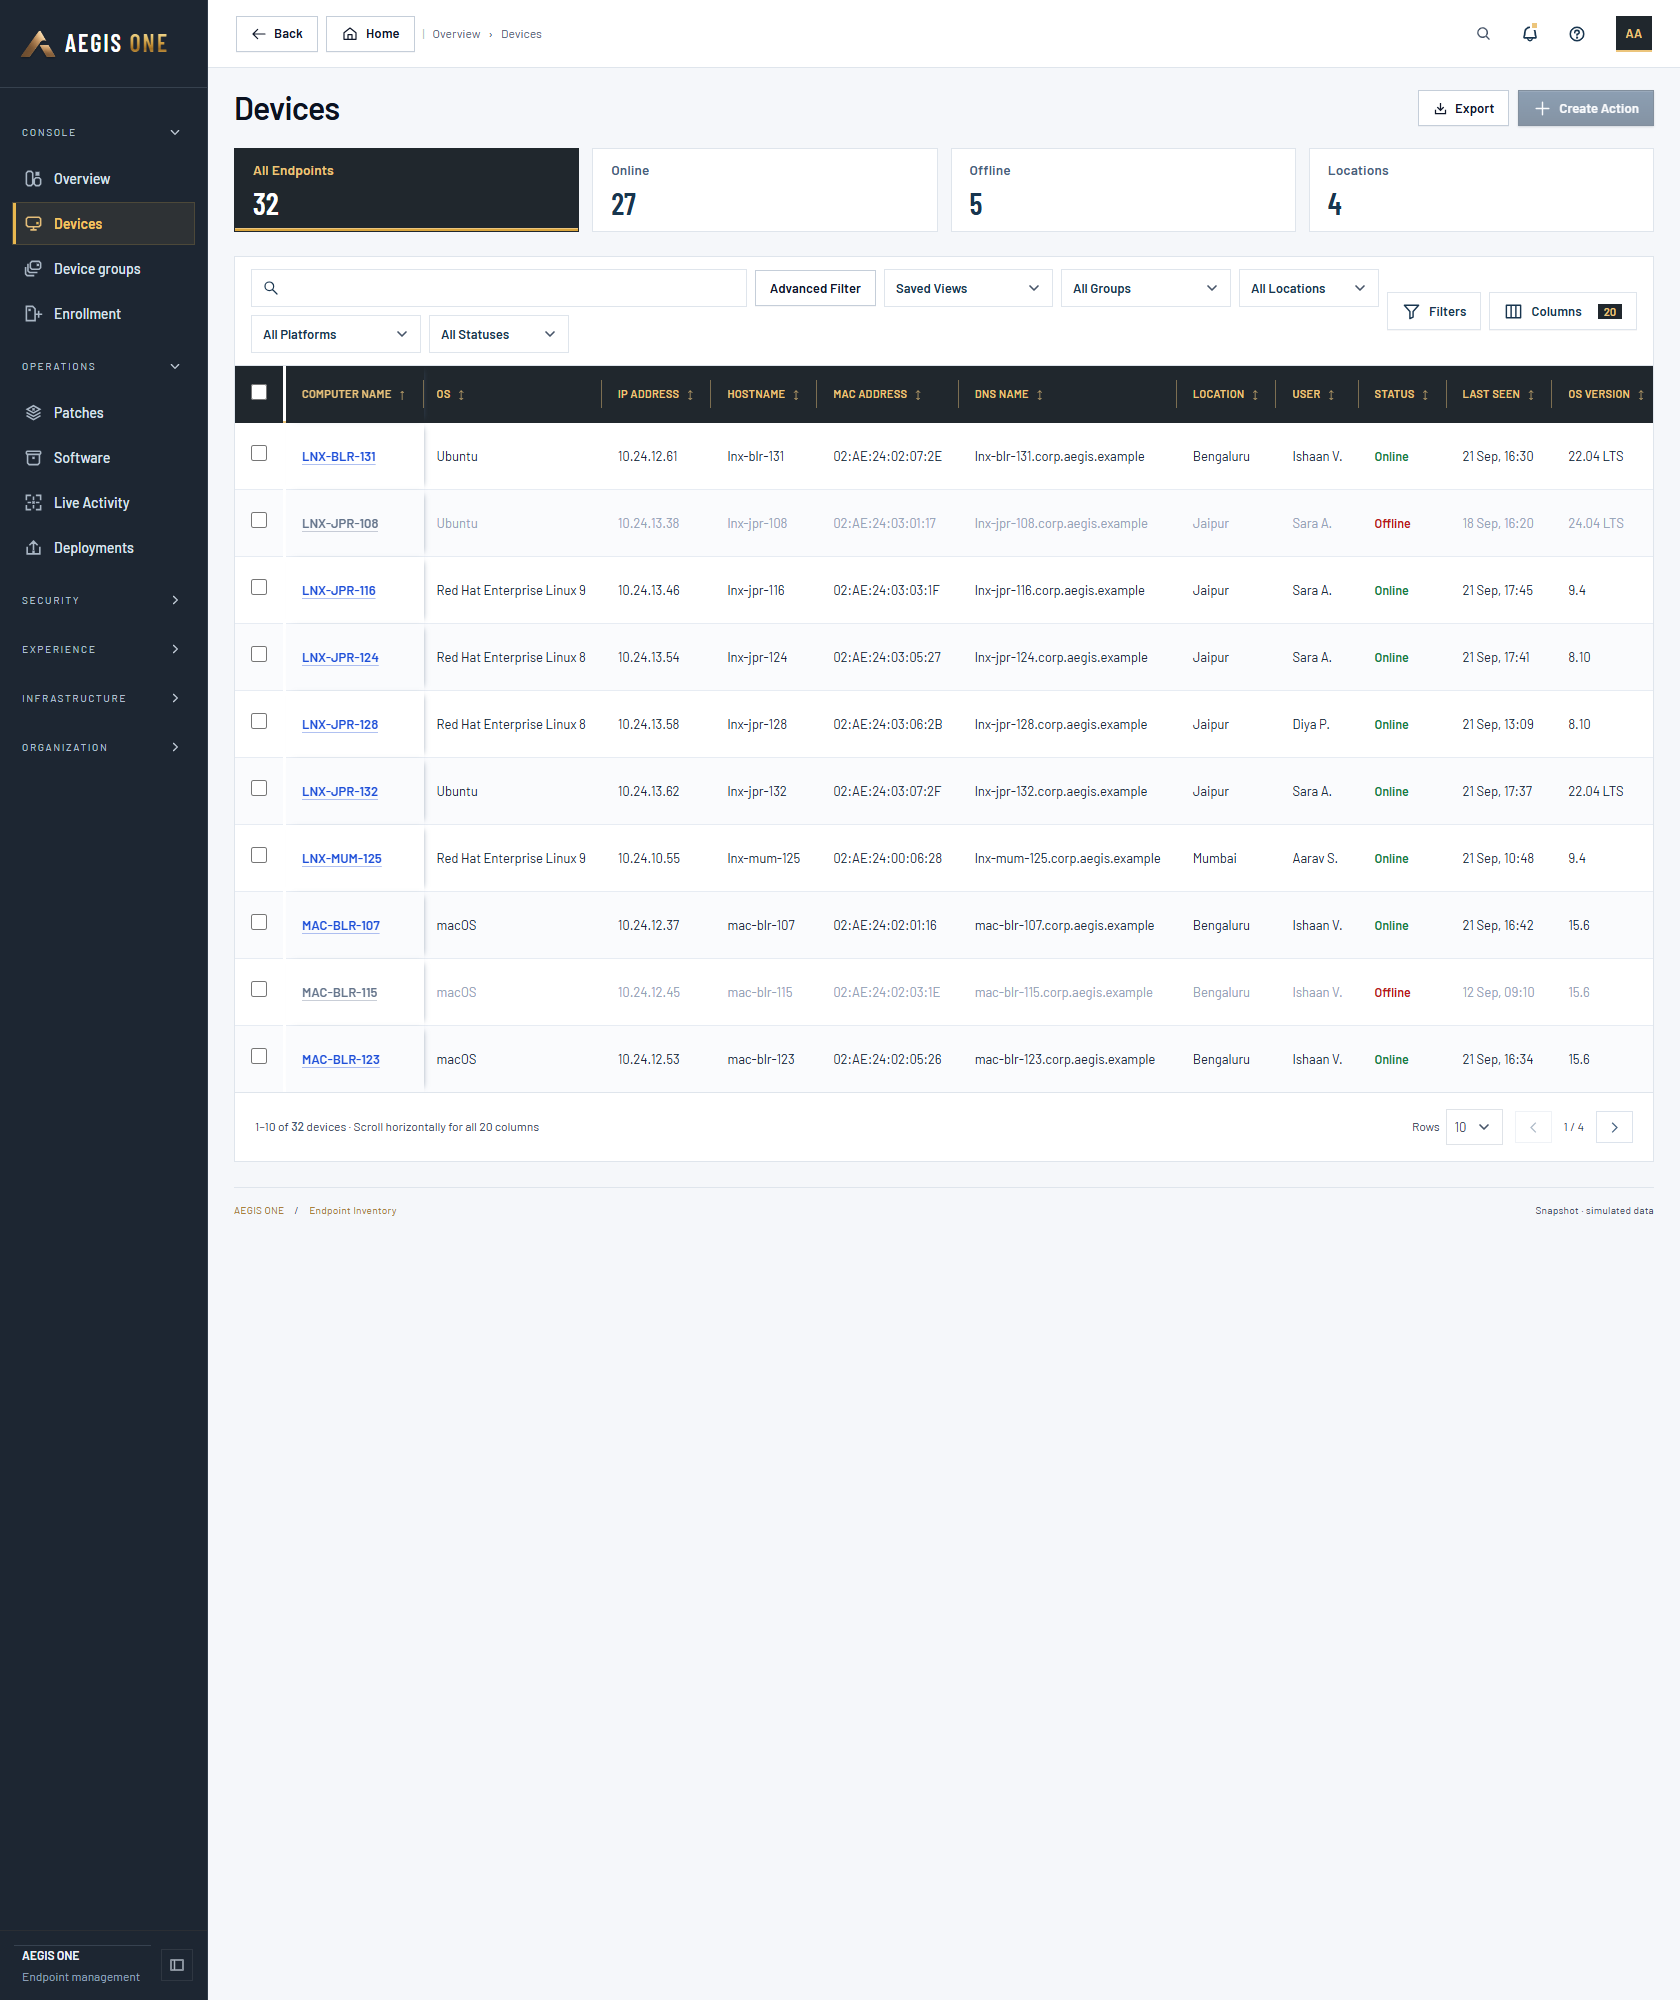 AEGIS ONE
CONSOLE
Overview
Devices
Device groups
Enrollment
OPERATIONS
Patches
Software
Live Activity
Deployments
SECURITY
EXPERIENCE
INFRASTRUCTURE
ORGANIZATION
AEGIS ONE
Endpoint management
Back Home Overview › Devices AA
Devices
Export Create Action
All Endpoints
32
Online
27
Offline
5
Locations
4
Advanced Filter Saved Views All Groups All Locations
All Platforms All Statuses
Filters Columns 20
COMPUTER NAME ↑ OS ↕ IP ADDRESS ↕ HOSTNAME ↕ MAC ADDRESS ↕ DNS NAME ↕ LOCATION ↕ USER ↕ STATUS ↕ LAST SEEN ↕ OS VERSION ↕
LNX-BLR-131 Ubuntu 10.24.12.61 lnx-blr-131 02:AE:24:02:07:2E lnx-blr-131.corp.aegis.example Bengaluru Ishaan V. Online 21 Sep, 16:30 22.04 LTS
LNX-JPR-108 Ubuntu 10.24.13.38 lnx-jpr-108 02:AE:24:03:01:17 lnx-jpr-108.corp.aegis.example Jaipur Sara A. Offline 18 Sep, 16:20 24.04 LTS
LNX-JPR-116 Red Hat Enterprise Linux 9 10.24.13.46 lnx-jpr-116 02:AE:24:03:03:1F lnx-jpr-116.corp.aegis.example Jaipur Sara A. Online 21 Sep, 17:45 9.4
LNX-JPR-124 Red Hat Enterprise Linux 8 10.24.13.54 lnx-jpr-124 02:AE:24:03:05:27 lnx-jpr-124.corp.aegis.example Jaipur Sara A. Online 21 Sep, 17:41 8.10
LNX-JPR-128 Red Hat Enterprise Linux 8 10.24.13.58 lnx-jpr-128 02:AE:24:03:06:2B lnx-jpr-128.corp.aegis.example Jaipur Diya P. Online 21 Sep, 13:09 8.10
LNX-JPR-132 Ubuntu 10.24.13.62 lnx-jpr-132 02:AE:24:03:07:2F lnx-jpr-132.corp.aegis.example Jaipur Sara A. Online 21 Sep, 17:37 22.04 LTS
LNX-MUM-125 Red Hat Enterprise Linux 9 10.24.10.55 lnx-mum-125 02:AE:24:00:06:28 lnx-mum-125.corp.aegis.example Mumbai Aarav S. Online 21 Sep, 10:48 9.4
MAC-BLR-107 macOS 10.24.12.37 mac-blr-107 02:AE:24:02:01:16 mac-blr-107.corp.aegis.example Bengaluru Ishaan V. Online 21 Sep, 16:42 15.6
MAC-BLR-115 macOS 10.24.12.45 mac-blr-115 02:AE:24:02:03:1E mac-blr-115.corp.aegis.example Bengaluru Ishaan V. Offline 12 Sep, 09:10 15.6
MAC-BLR-123 macOS 10.24.12.53 mac-blr-123 02:AE:24:02:05:26 mac-blr-123.corp.aegis.example Bengaluru Ishaan V. Online 21 Sep, 16:34 15.6
1–10 of 32 devices · Scroll horizontally for all 20 columns Rows 10 1 / 4
AEGIS ONE / Endpoint Inventory Snapshot · simulated data